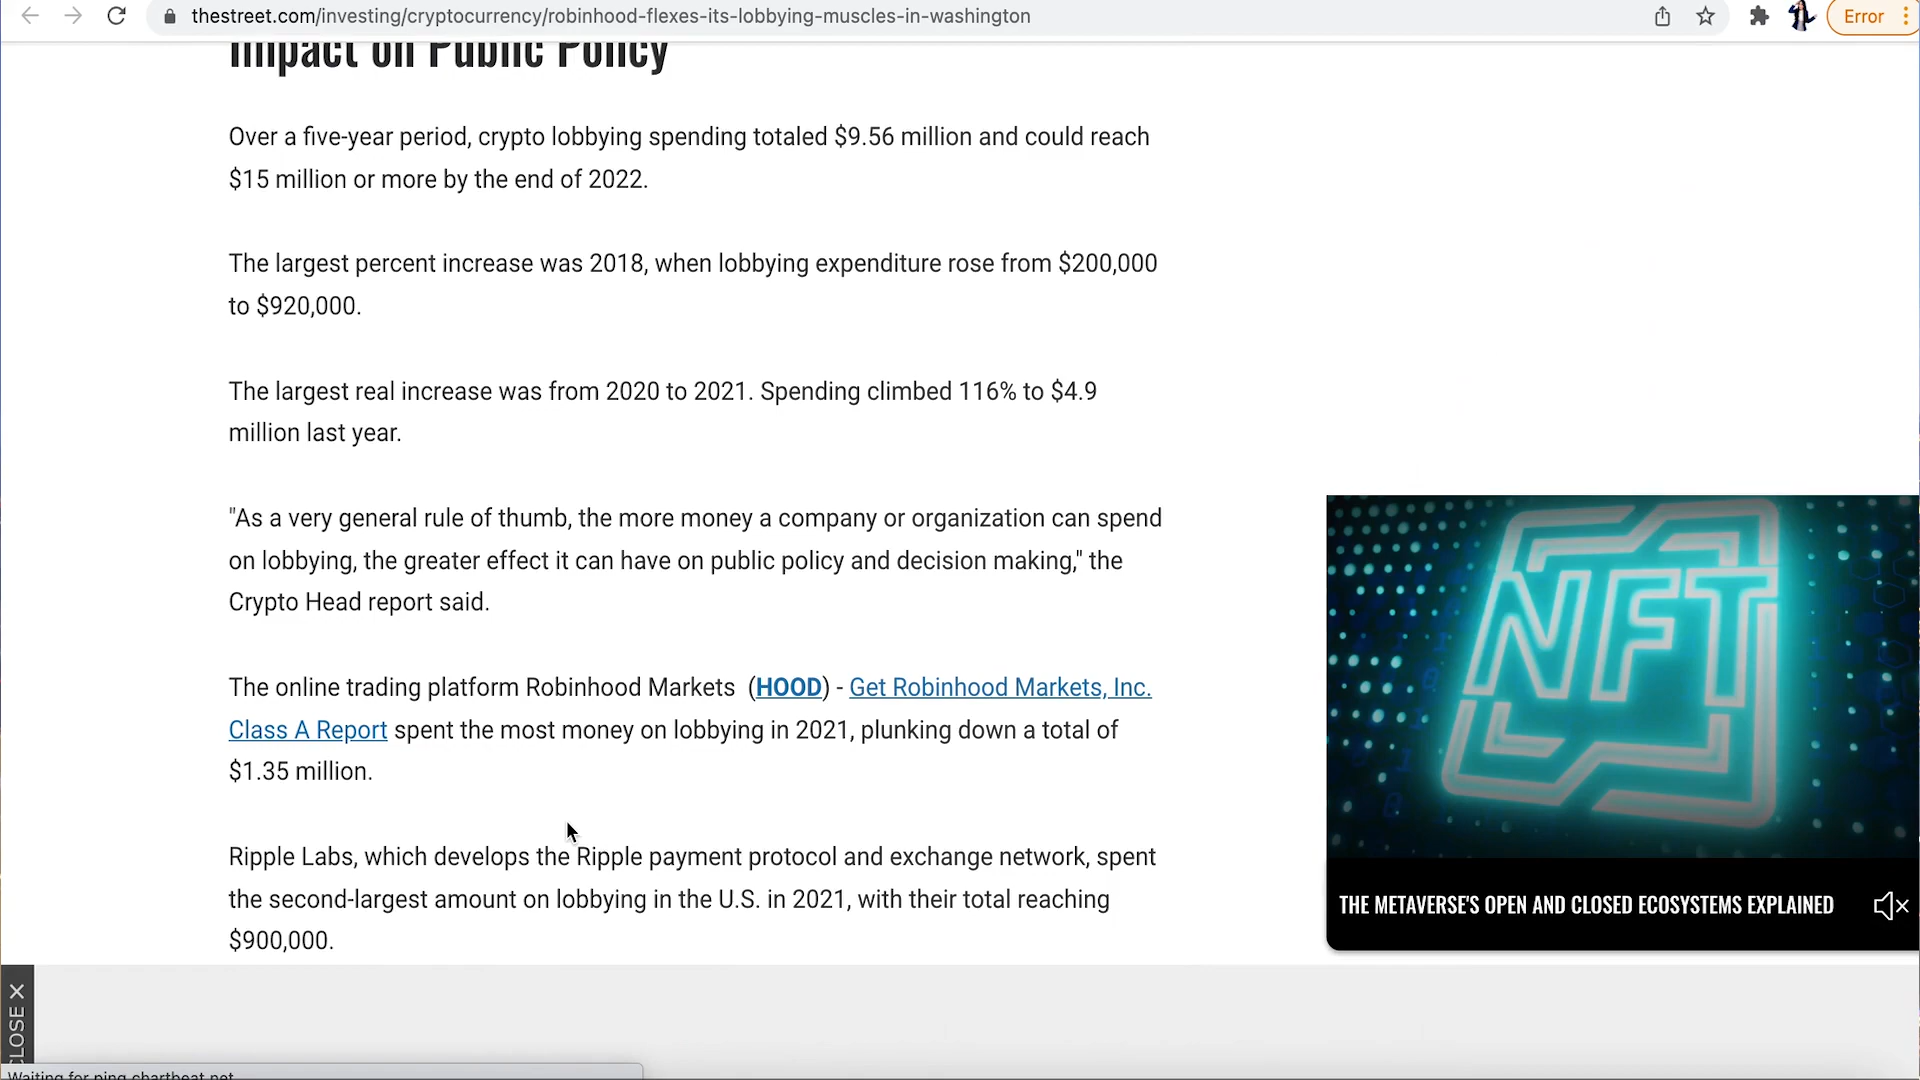 thestreet.com/investing/cryptocurrency/robinhood-flexes-its-lobbying-muscles-in-washington
Error
Impact on Public Policy
Over a five-year period, crypto lobbying spending totaled $9.56 million and could reach
$15 million or more by the end of 2022.
The largest percent increase was 2018, when lobbying expenditure rose from $200,000
to $920,000.
The largest real increase was from 2020 to 2021. Spending climbed 116% to $4.9
million last year.
"As a very general rule of thumb, the more money a company or organization can spend
on lobbying, the greater effect it can have on public policy and decision making," the
Crypto Head report said.
The online trading platform Robinhood Markets (HOOD) - Get Robinhood Markets, Inc.
Class A Report spent the most money on lobbying in 2021, plunking down a total of
$1.35 million.
Ripple Labs, which develops the Ripple payment protocol and exchange network, spent
the second-largest amount on lobbying in the U.S. in 2021, with their total reaching
$900,000.
NFT
THE METAVERSE'S OPEN AND CLOSED ECOSYSTEMS EXPLAINED
CLOSE X
Waiting for ping.chartbeat.net